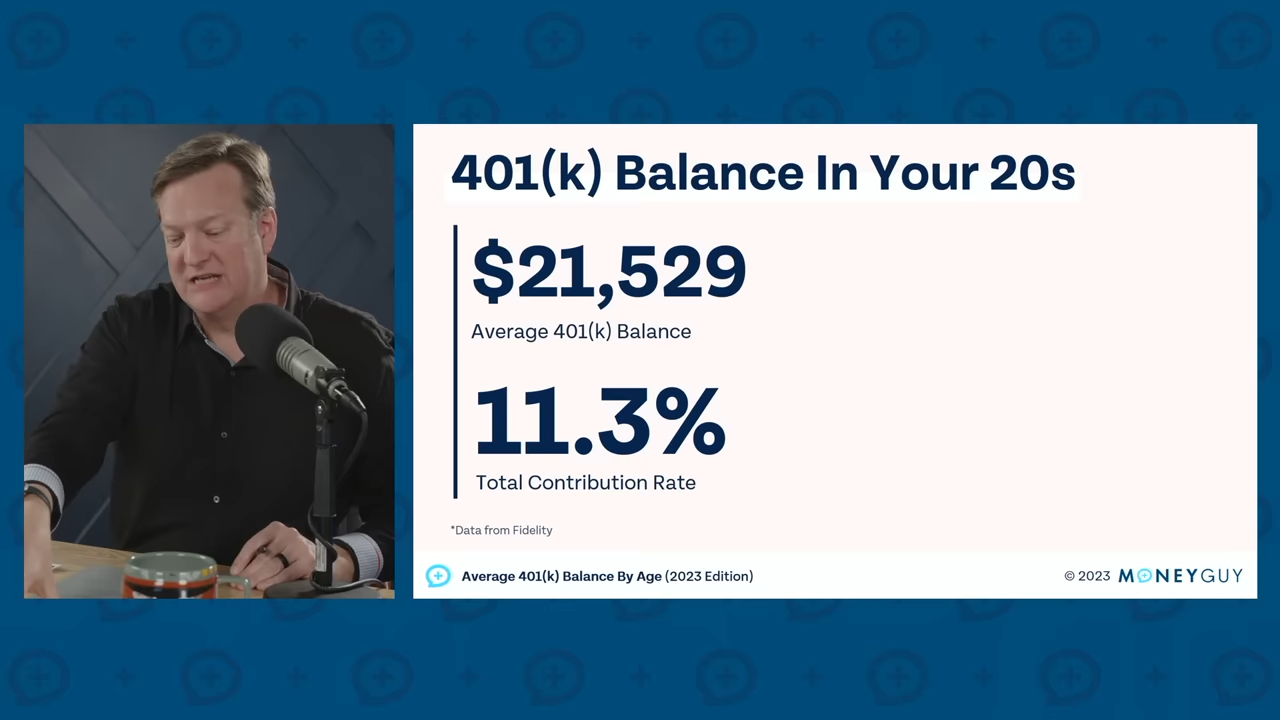 401(k) Balance In Your 20s
$21,529
Average 401(k) Balance
11.3%
Total Contribution Rate
*Data from Fidelity
Average 401(k) Balance By Age (2023 Edition)
© 2023 MONEYGUY